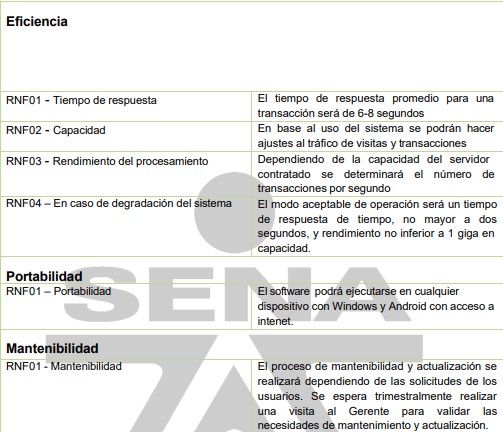 Eficiencia
RNF01 - Tiempo de respuesta
El tiempo de respuesta promedio para una
transacción será de 6-8 segundos
RNF02 - Capacidad
En base al uso del sistema se podrán hacer
ajustes al tráfico de visitas y transacciones
RNF03 - Rendimiento del procesamiento
Dependiendo de la capacidad del servidor
contratado se determinará el número de
transacciones por segundo
RNF04 – En caso de degradación del sistema
El modo aceptable de operación será un tiempo
de respuesta de tiempo, no mayor a dos
segundos, y rendimiento no inferior a 1 giga en
capacidad.
SENA
Portabilidad
RNF01 – Portabilidad
El software podrá ejecutarse en cualquier
dispositivo con Windows y Android con acceso a
intenet.
Mantenibilidad
RNF01 - Mantenibilidad
El proceso de mantenibilidad y actualización se
realizará dependiendo de las solicitudes de los
usuarios. Se espera trimestralmente realizar
una visita al Gerente para validar las
necesidades de mantenimiento y actualización.